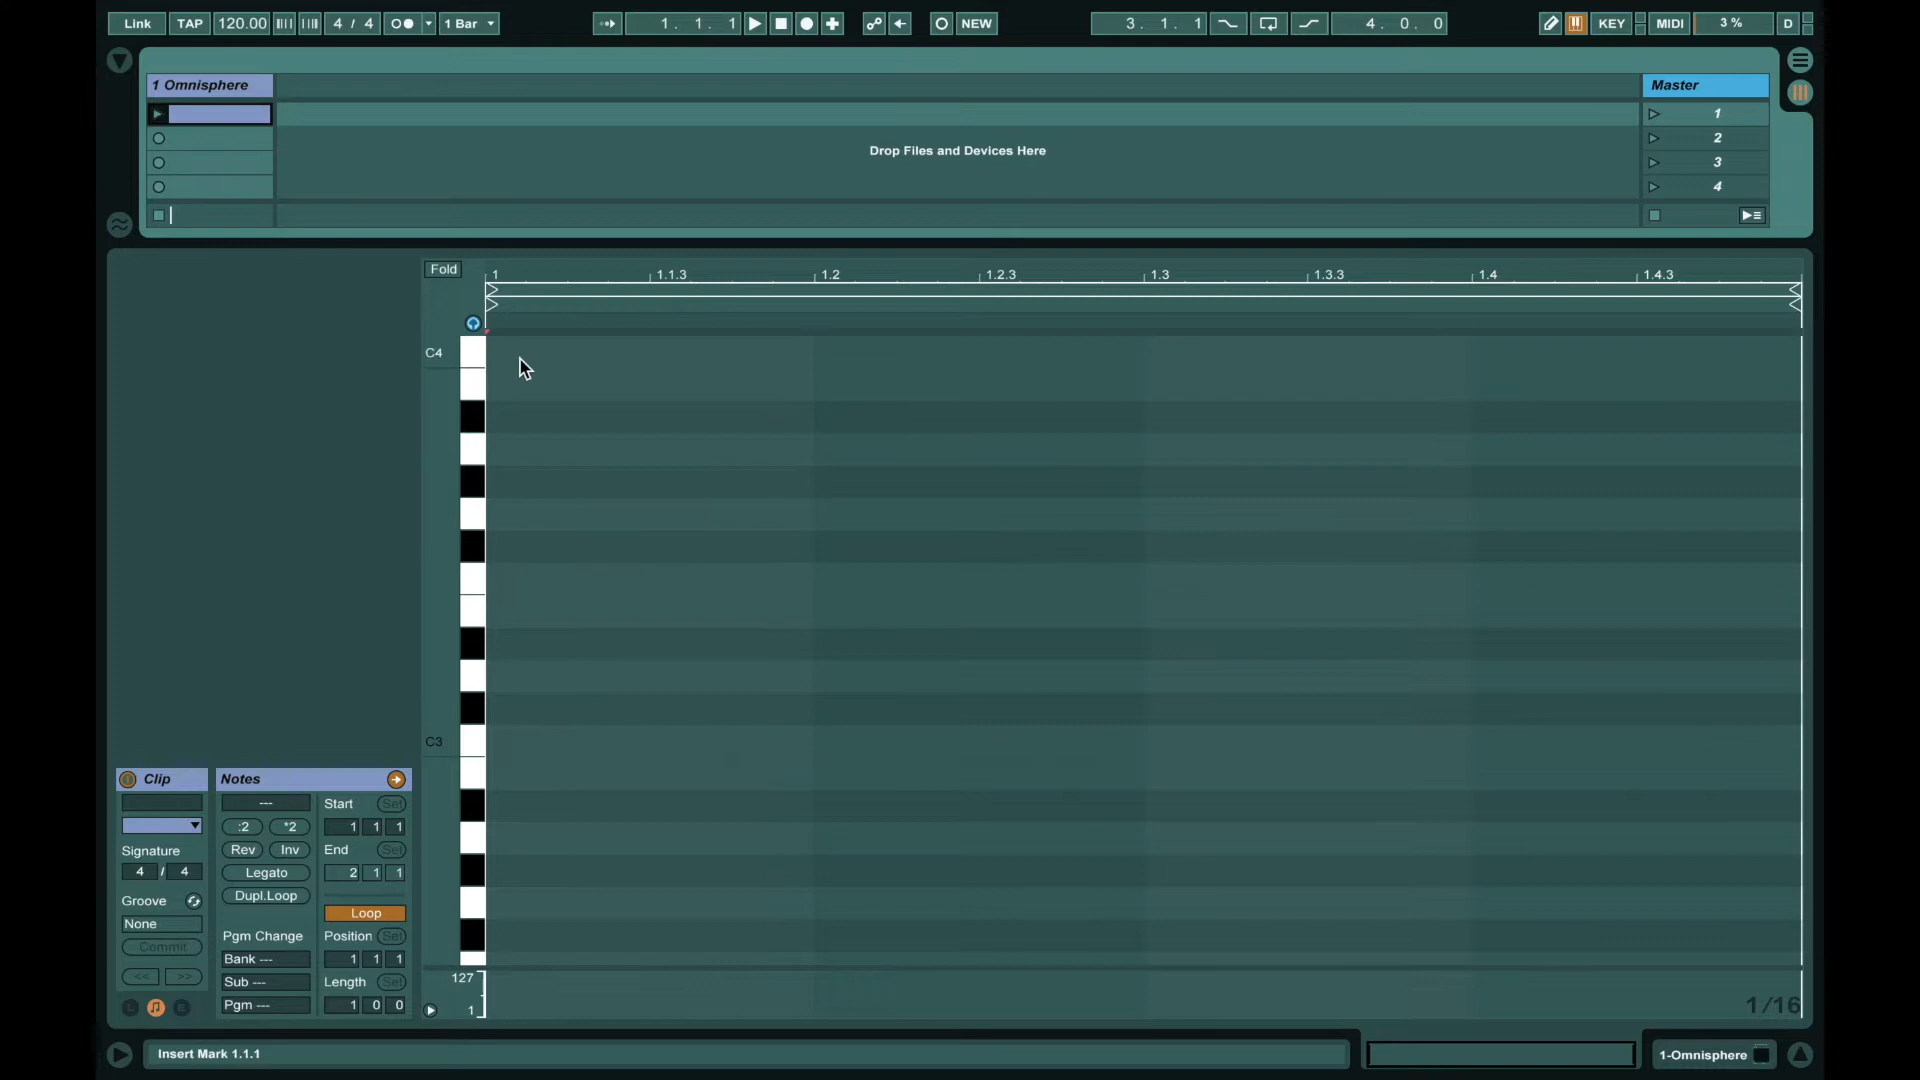 Link TAP 120.00 4 / 4 1 Bar 1. 1. 1 NEW 3. 1. 1 4. 0. 0 KEY MIDI 3 % D
1 Omnisphere Master
1
Drop Files and Devices Here
2
3
4
Fold
1 1.1.3 1.2 1.2.3 1.3 1.3.3 1.4 1.4.3
C4
C3
Clip Notes
--- Start Set
:2 *2 1 1 1
Signature Rev Inv End Set
4 / 4 Legato 2 1 1
Groove Dupl.Loop
None Loop
Commit Pgm Change Position Set
Bank --- 1 1 1
<< >> Sub --- Length Set
Pgm --- 1 0 0
127
1
1/16
Insert Mark 1.1.1 1-Omnisphere